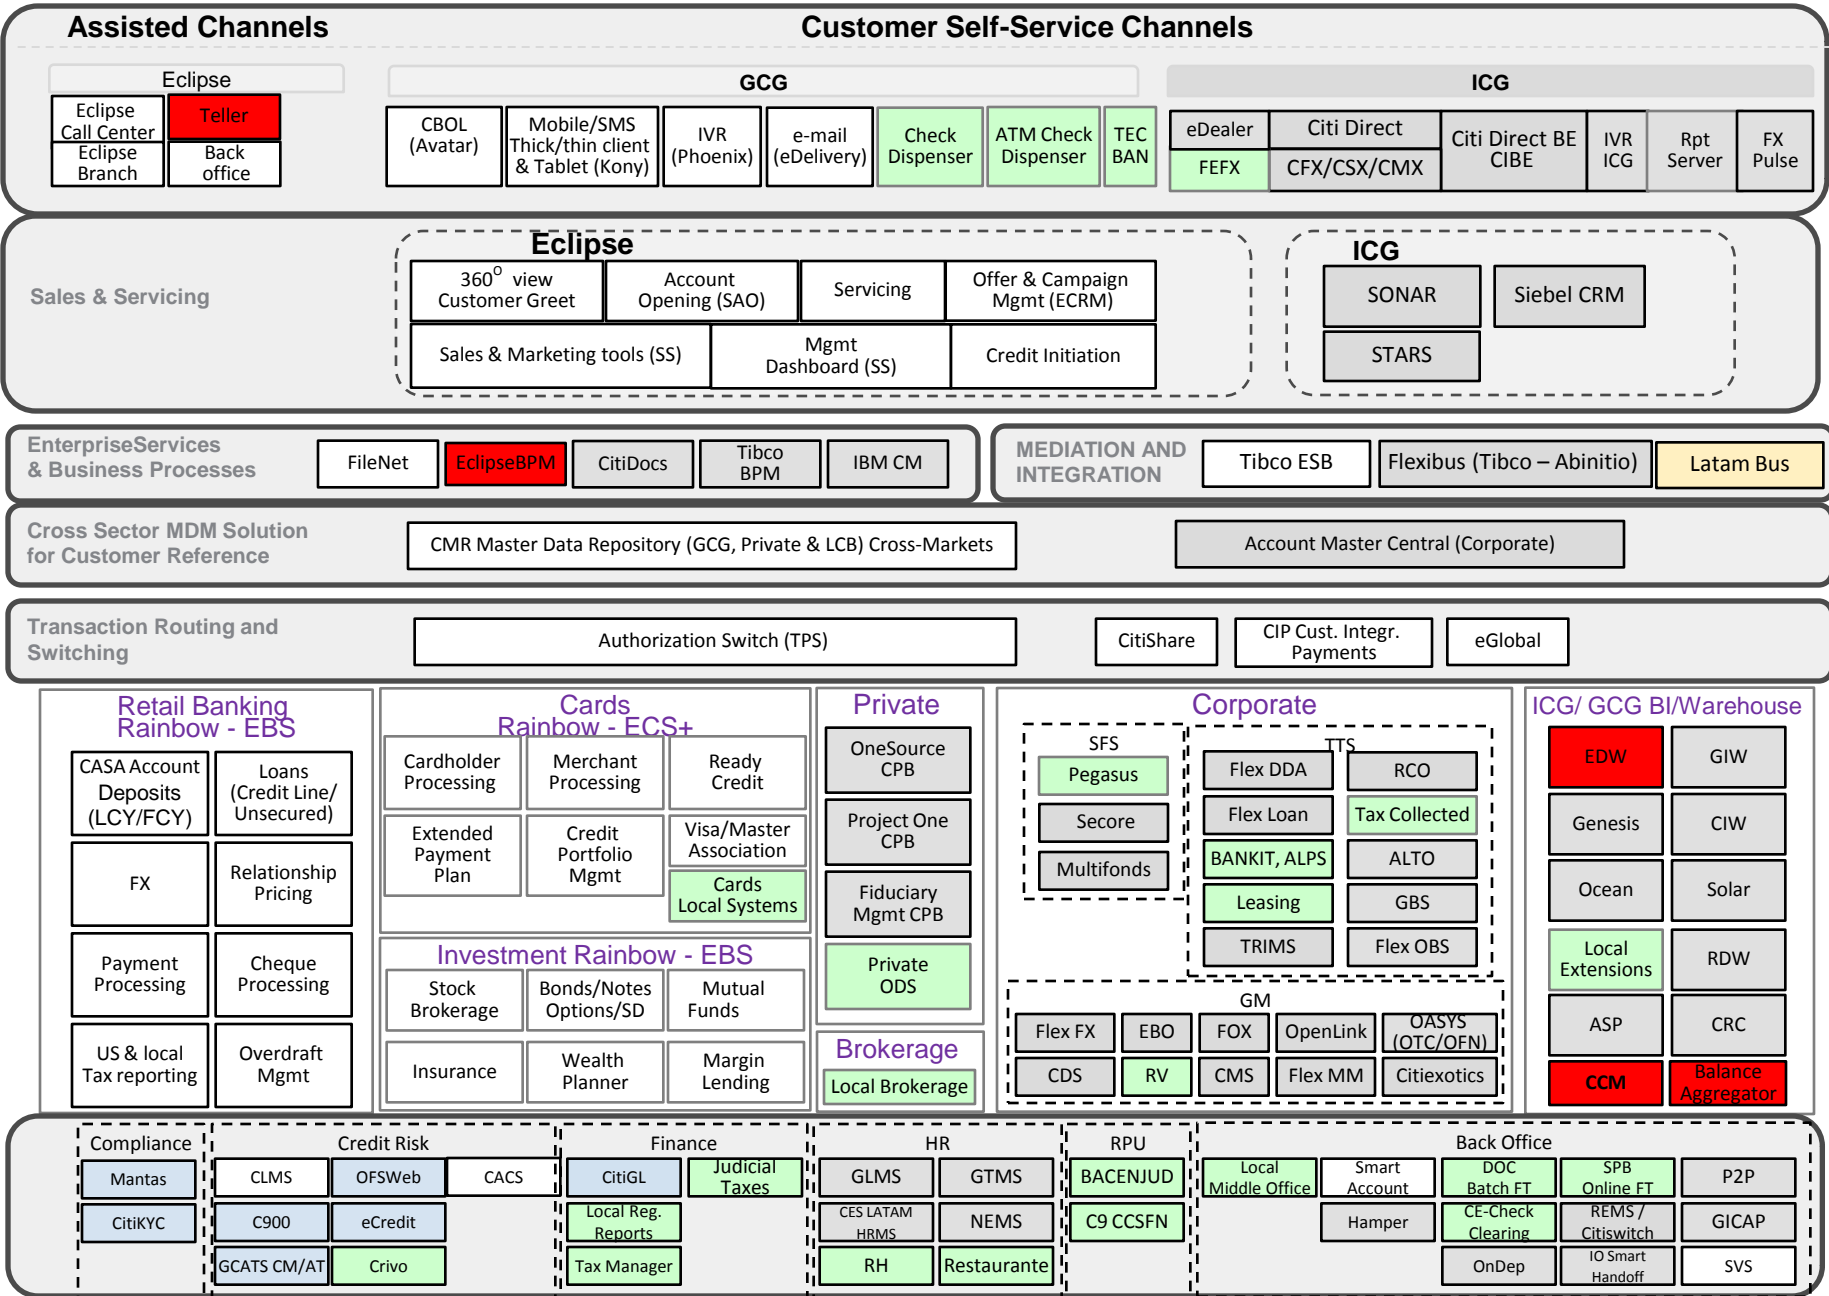 Assisted Channels
Customer Self-Service Channels
Eclipse
GCG
ICG
Eclipse
Call Center
Teller
Eclipse
Branch
Back
office
CBOL
(Avatar)
Mobile/SMS
Thick/thin client
& Tablet (Kony)
IVR
(Phoenix)
e-mail
(eDelivery)
Check
Dispenser
ATM Check
Dispenser
TEC
BAN
eDealer
FEFX
Citi Direct
CFX/CSX/CMX
Citi Direct BE
CIBE
IVR
ICG
Rpt
Server
FX
Pulse
Sales & Servicing
Eclipse
360O view
Customer Greet
Account
Opening (SAO)
Servicing
Offer & Campaign
Mgmt (ECRM)
Sales & Marketing tools (SS)
Mgmt
Dashboard (SS)
Credit Initiation
ICG
SONAR
Siebel CRM
STARS
EnterpriseServices
& Business Processes
FileNet
EclipseBPM
CitiDocs
Tibco
BPM
IBM CM
MEDIATION AND
INTEGRATION
Tibco ESB
Flexibus (Tibco – Abinitio)
Latam Bus
Cross Sector MDM Solution
for Customer Reference
CMR Master Data Repository (GCG, Private & LCB) Cross-Markets
Account Master Central (Corporate)
Transaction Routing and
Switching
Authorization Switch (TPS)
CitiShare
CIP Cust. Integr.
Payments
eGlobal
Retail Banking
Rainbow - EBS
CASA Account
Deposits
(LCY/FCY)
Loans
(Credit Line/
Unsecured)
FX
Relationship
Pricing
Payment
Processing
Cheque
Processing
US & local
Tax reporting
Overdraft
Mgmt
Cards
Rainbow - ECS+
Cardholder
Processing
Merchant
Processing
Ready
Credit
Extended
Payment
Plan
Credit
Portfolio
Mgmt
Visa/Master
Association
Cards
Local Systems
Investment Rainbow - EBS
Stock
Brokerage
Bonds/Notes
Options/SD
Mutual
Funds
Insurance
Wealth
Planner
Margin
Lending
Private
OneSource
CPB
Project One
CPB
Fiduciary
Mgmt CPB
Private
ODS
Brokerage
Local Brokerage
Corporate
SFS
Pegasus
Secore
Multifonds
TTS
Flex DDA
RCO
Flex Loan
Tax Collected
BANKIT, ALPS
ALTO
Leasing
GBS
TRIMS
Flex OBS
GM
Flex FX
EBO
FOX
OpenLink
OASYS
(OTC/OFN)
CDS
RV
CMS
Flex MM
Citiexotics
ICG/ GCG BI/Warehouse
EDW
GIW
Genesis
CIW
Ocean
Solar
Local
Extensions
RDW
ASP
CRC
CCM
Balance
Aggregator
Compliance
Mantas
CitiKYC
Credit Risk
CLMS
OFSWeb
CACS
C900
eCredit
GCATS CM/AT
Crivo
Finance
CitiGL
Judicial
Taxes
Local Reg.
Reports
Tax Manager
HR
GLMS
GTMS
CES LATAM
HRMS
NEMS
RH
Restaurante
RPU
BACENJUD
C9 CCSFN
Back Office
Local
Middle Office
Smart
Account
DOC
Batch FT
SPB
Online FT
P2P
Hamper
CE-Check
Clearing
REMS /
Citiswitch
GICAP
OnDep
IO Smart
Handoff
SVS